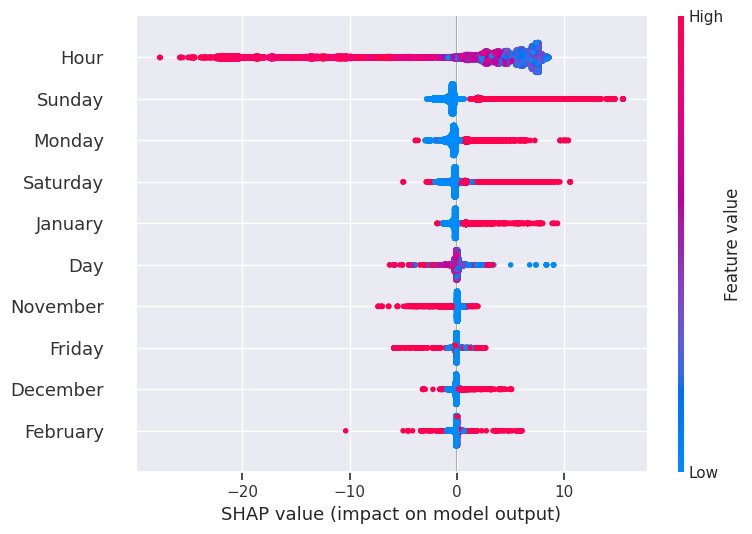 High
Hour
Sunday
Monday
Saturday
January
Day
November
Friday
December
February
Feature value
Low
−20
−10
0
10
SHAP value (impact on model output)